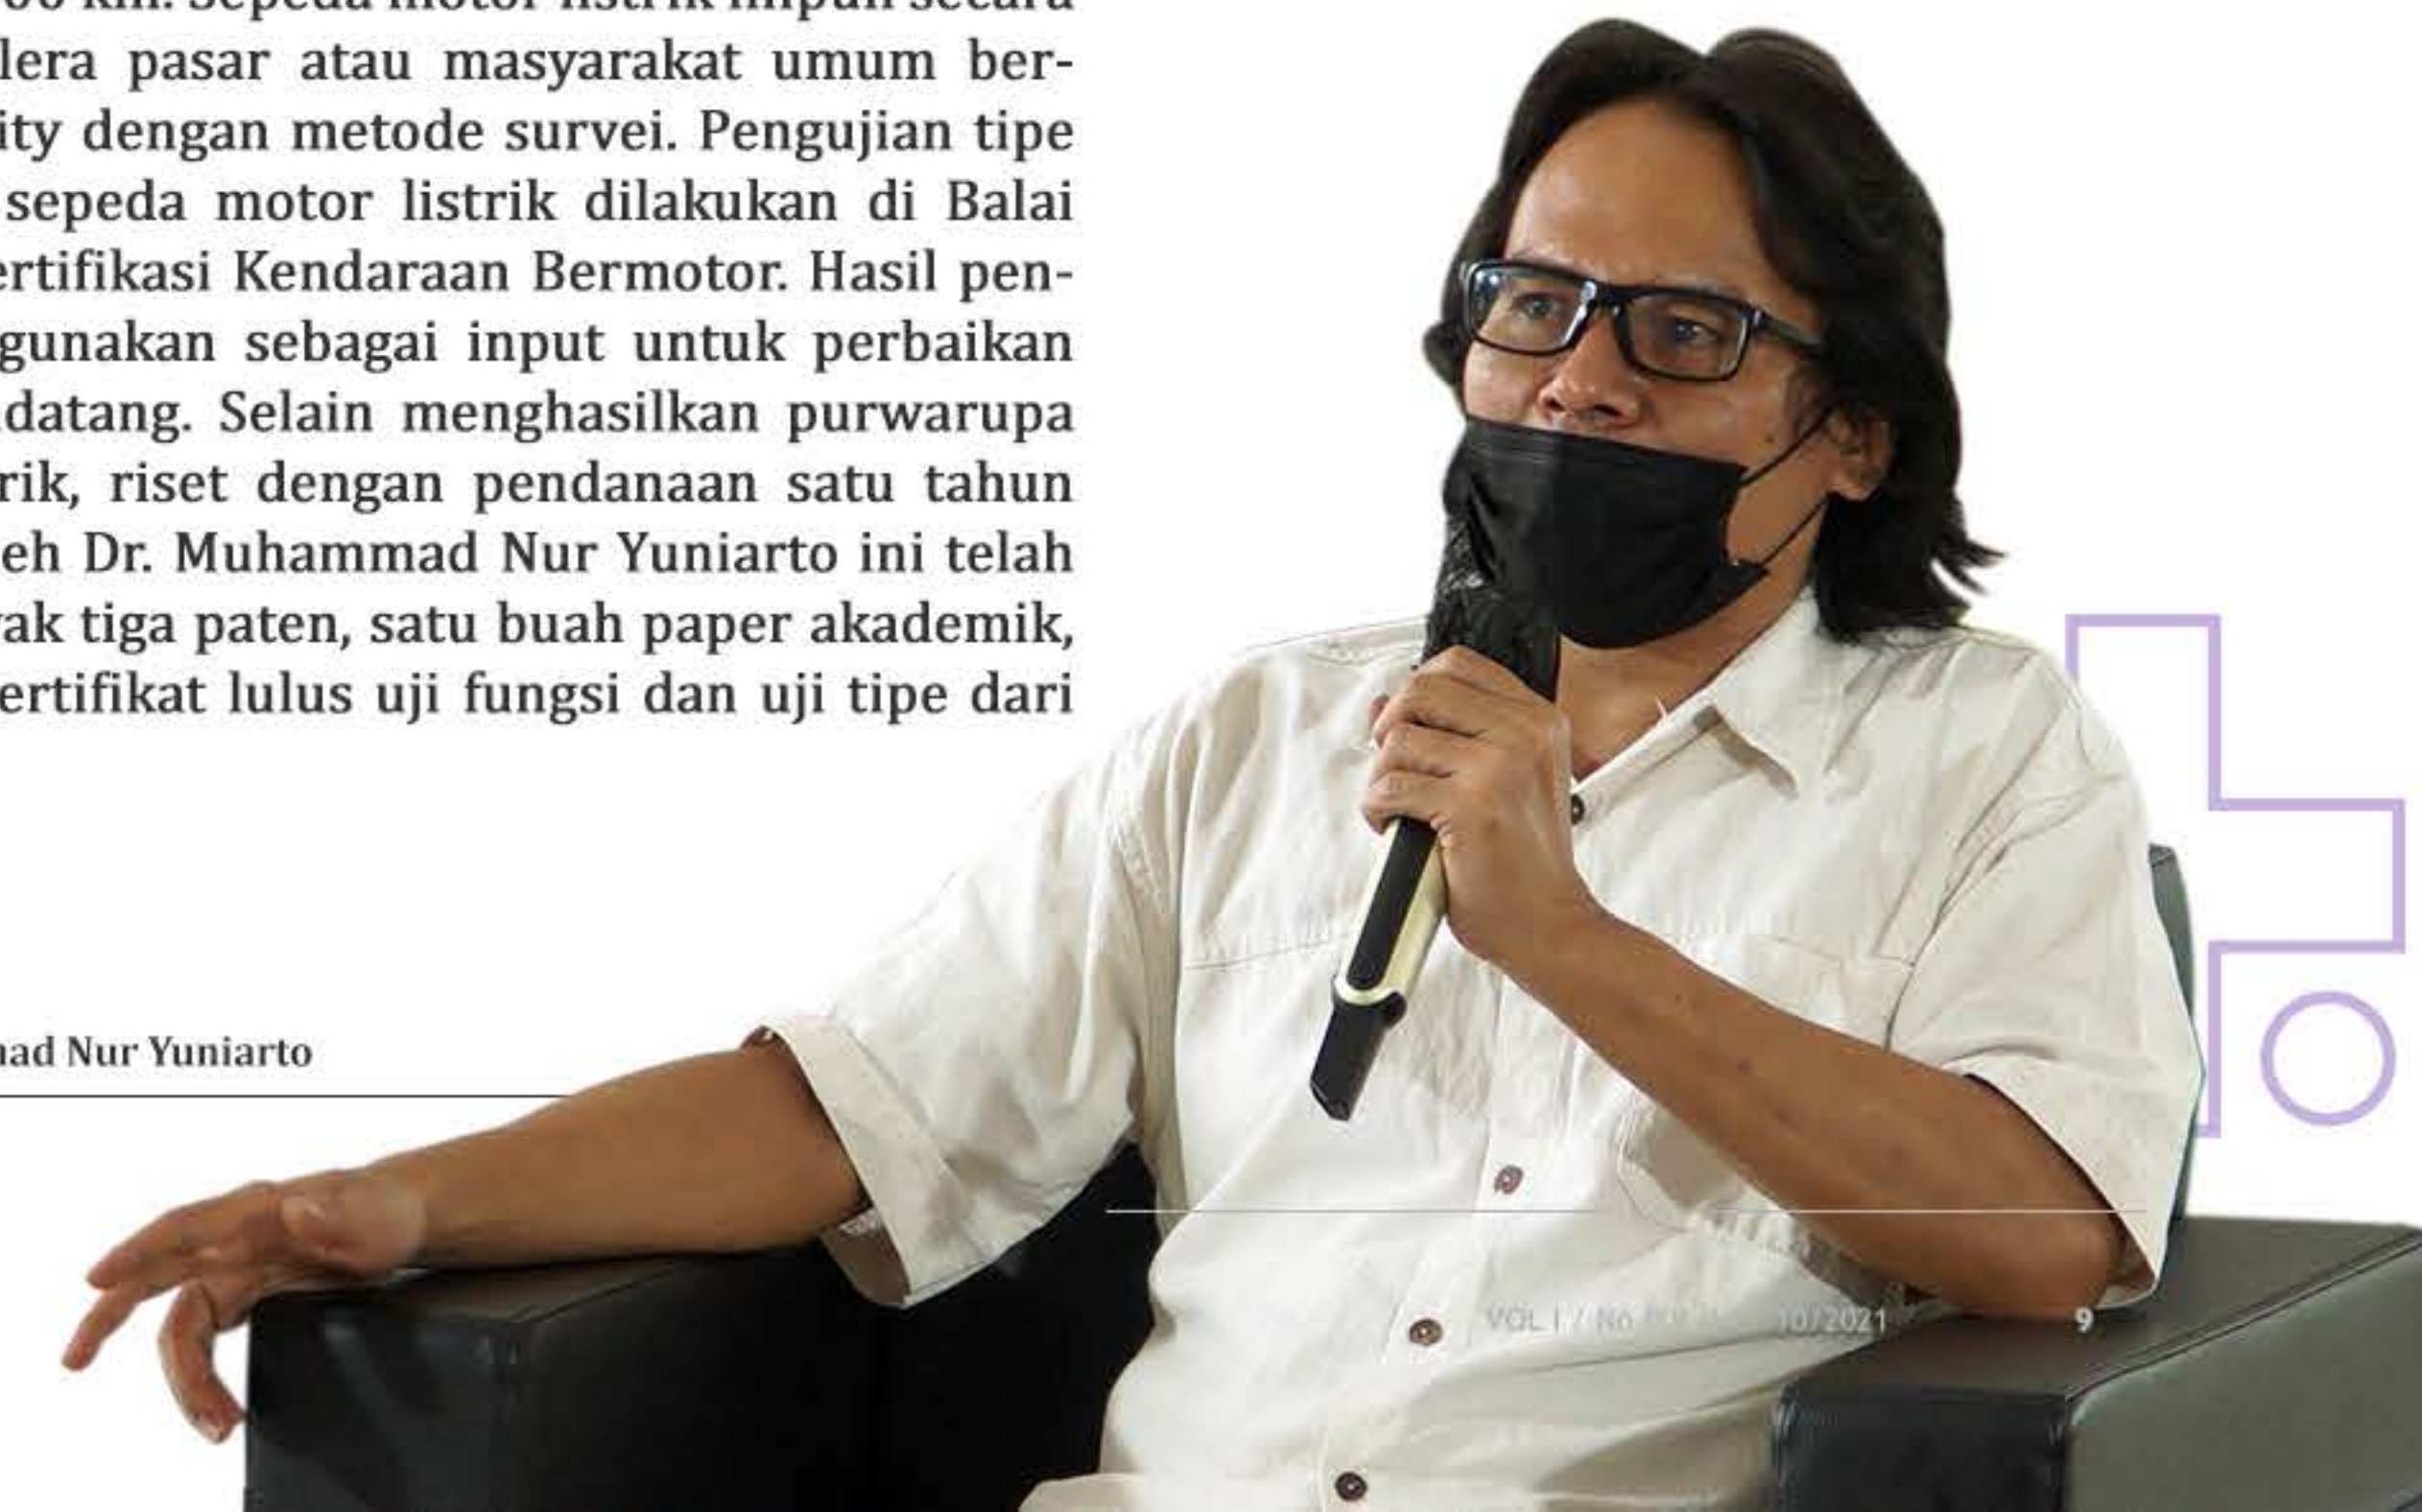 lera pasar atau masyarakat umum ber-
ity dengan metode survei. Pengujian tipe
sepeda motor listrik dilakukan di Balai
ertifikasi Kendaraan Bermotor. Hasil pen-
gunakan sebagai input untuk perbaikan
datang. Selain menghasilkan purwarupa
rik, riset dengan pendanaan satu tahun
eh Dr. Muhammad Nur Yuniarto ini telah
ak tiga paten, satu buah paper akademik,
ertifikat lulus uji fungsi dan uji tipe dari
ad Nur Yuniarto
VOL I / No 10/2021 9